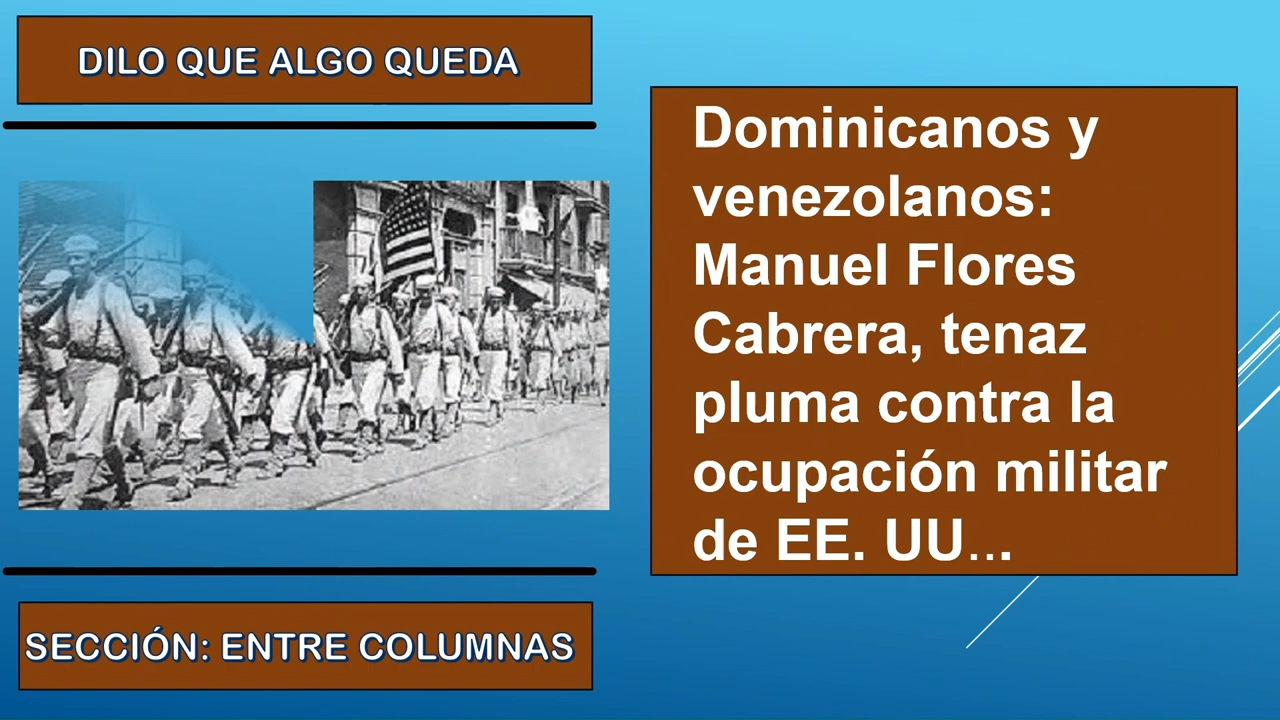 DILO QUE ALGO QUEDA
Dominicanos y
venezolanos:
Manuel Flores
Cabrera, tenaz
pluma contra la
ocupación militar
de EE. UU...
SECCIÓN: ENTRE COLUMNAS